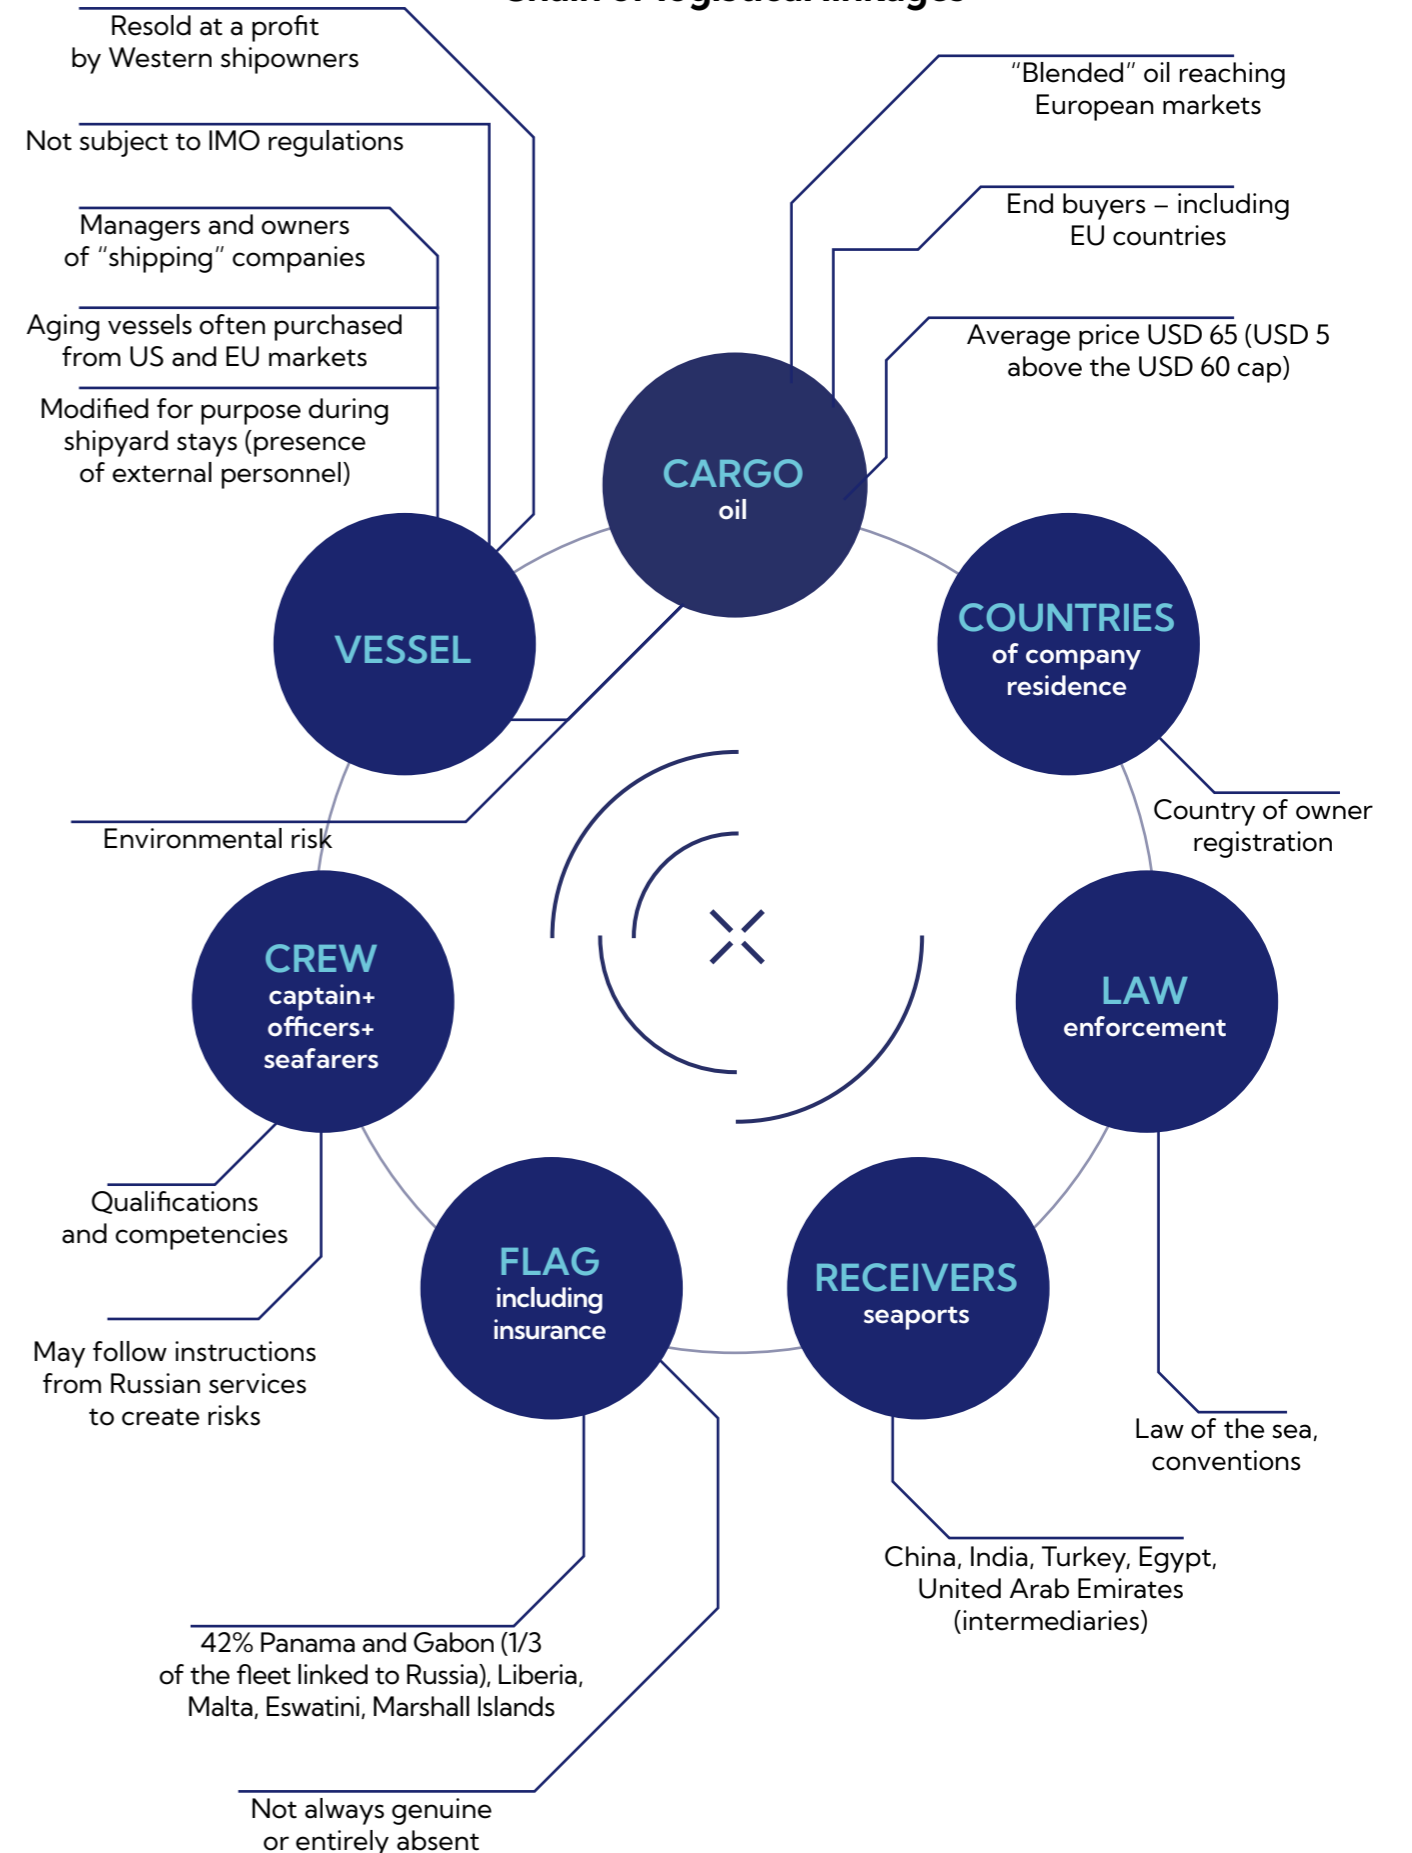 Chain of logistical linkages
Resold at a profit
by Western shipowners
Not subject to IMO regulations
Managers and owners
of “shipping” companies
Aging vessels often purchased
from US and EU markets
Modified for purpose during
shipyard stays (presence
of external personnel)
“Blended” oil reaching
European markets
End buyers – including
EU countries
Average price USD 65 (USD 5
above the USD 60 cap)
CARGO
oil
VESSEL
COUNTRIES
of company
residence
Country of owner
registration
Environmental risk
CREW
captain+
officers+
seafarers
LAW
enforcement
Qualifications
and competencies
May follow instructions
from Russian services
to create risks
FLAG
including
insurance
RECEIVERS
seaports
Law of the sea,
conventions
China, India, Turkey, Egypt,
United Arab Emirates
(intermediaries)
42% Panama and Gabon (1/3
of the fleet linked to Russia), Liberia,
Malta, Eswatini, Marshall Islands
Not always genuine
or entirely absent